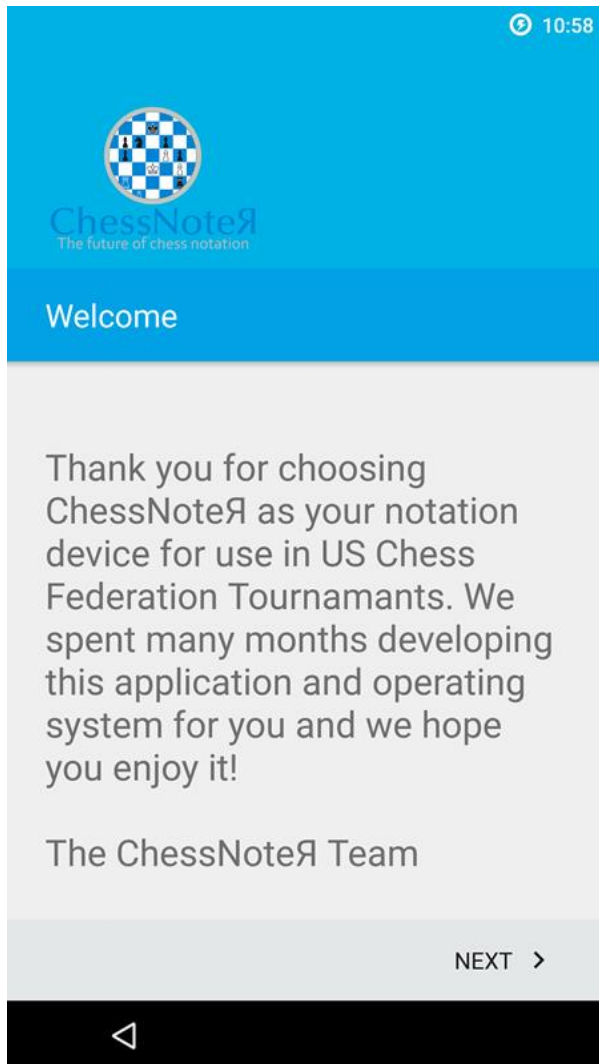 10:58
ChessNoteЯ
The future of chess notation
Welcome
Thank you for choosing
ChessNoteЯ as your notation
device for use in US Chess
Federation Tournamants. We
spent many months developing
this application and operating
system for you and we hope
you enjoy it!
The ChessNoteЯ Team
NEXT